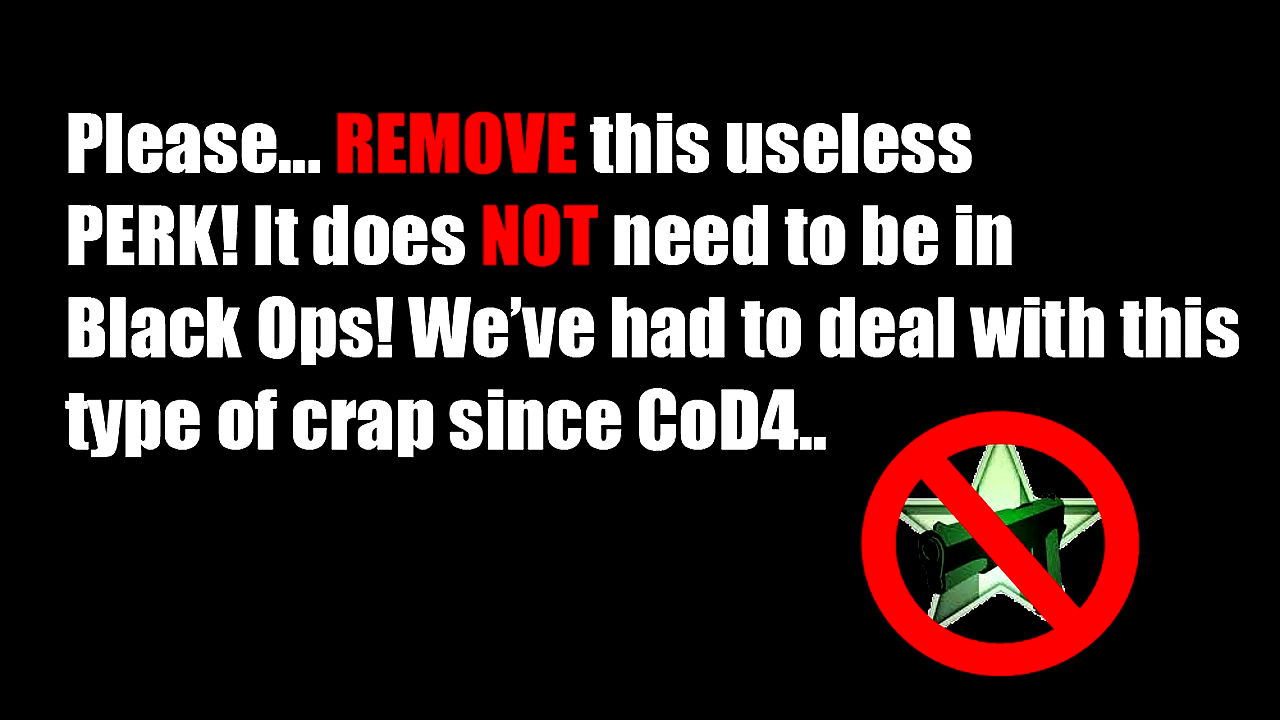 Please... REMOVE this useless
PERK! It does NOT need to be in
Black Ops! We’ve had to deal with this
type of crap since CoD4..